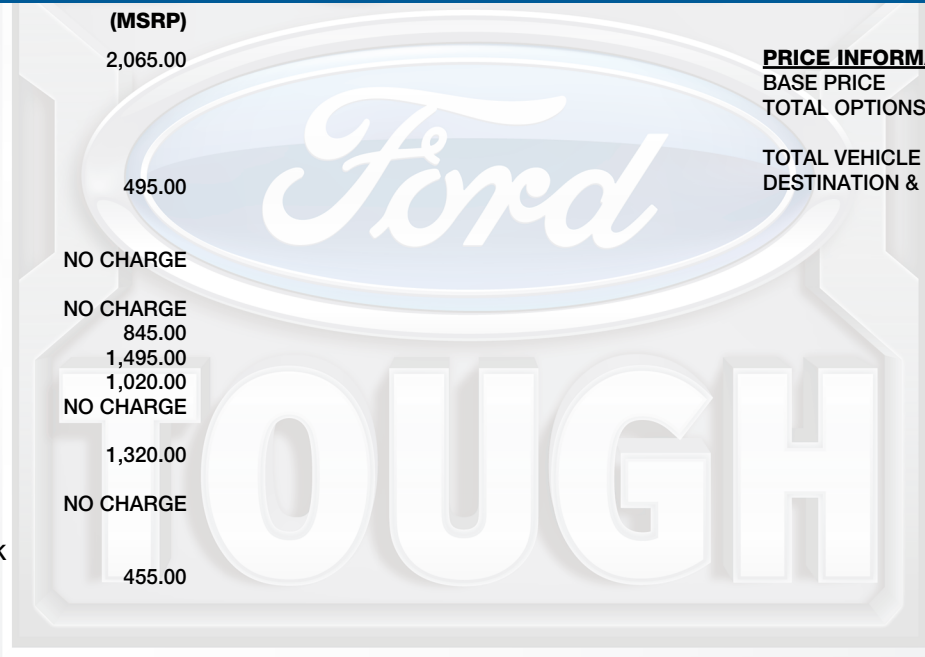 (MSRP)
2,065.00
495.00
NO CHARGE
NO CHARGE
845.00
1,495.00
1,020.00
NO CHARGE
1,320.00
NO CHARGE
K
455.00
PRICE INFORM
BASE PRICE
TOTAL OPTIONS
TOTAL VEHICLE
DESTINATION &
Ford
TOUGH